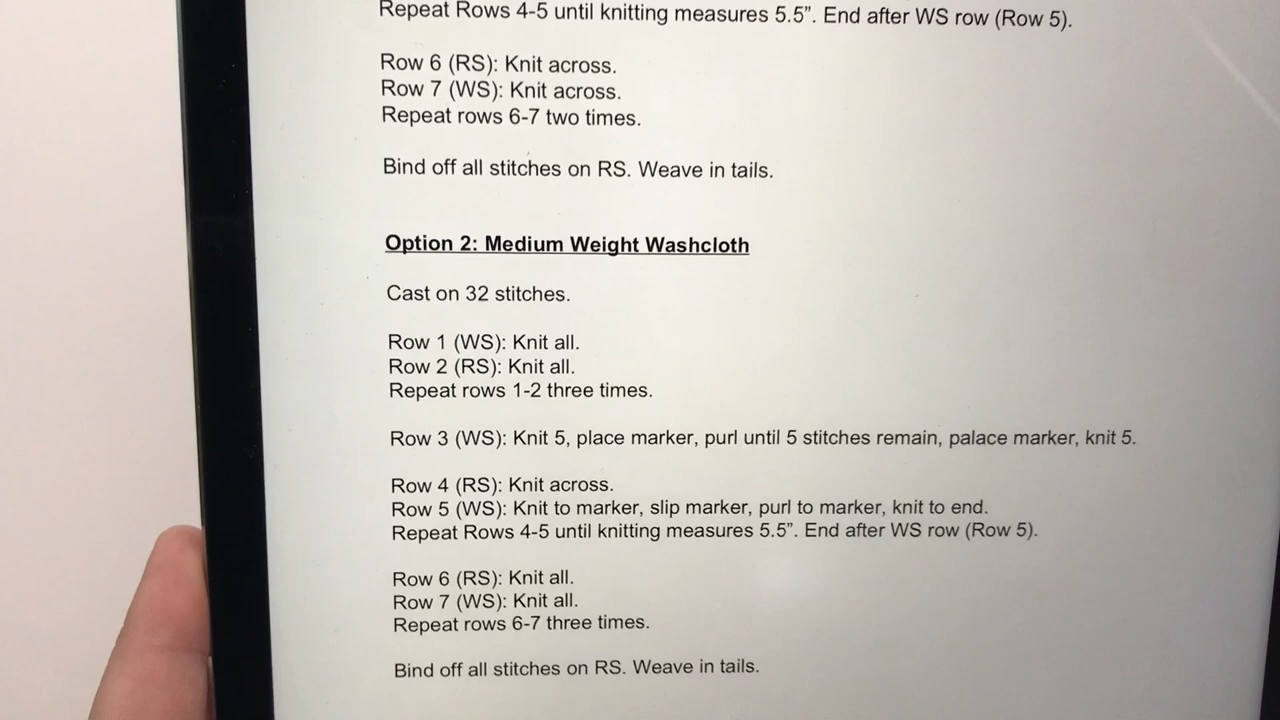 Repeat Rows 4-5 until knitting measures 5.5”. End after WS row (Row 5).
Row 6 (RS): Knit across.
Row 7 (WS): Knit across.
Repeat rows 6-7 two times.
Bind off all stitches on RS. Weave in tails.
Option 2: Medium Weight Washcloth
Cast on 32 stitches.
Row 1 (WS): Knit all.
Row 2 (RS): Knit all.
Repeat rows 1-2 three times.
Row 3 (WS): Knit 5, place marker, purl until 5 stitches remain, palace marker, knit 5.
Row 4 (RS): Knit across.
Row 5 (WS): Knit to marker, slip marker, purl to marker, knit to end.
Repeat Rows 4-5 until knitting measures 5.5”. End after WS row (Row 5).
Row 6 (RS): Knit all.
Row 7 (WS): Knit all.
Repeat rows 6-7 three times.
Bind off all stitches on RS. Weave in tails.